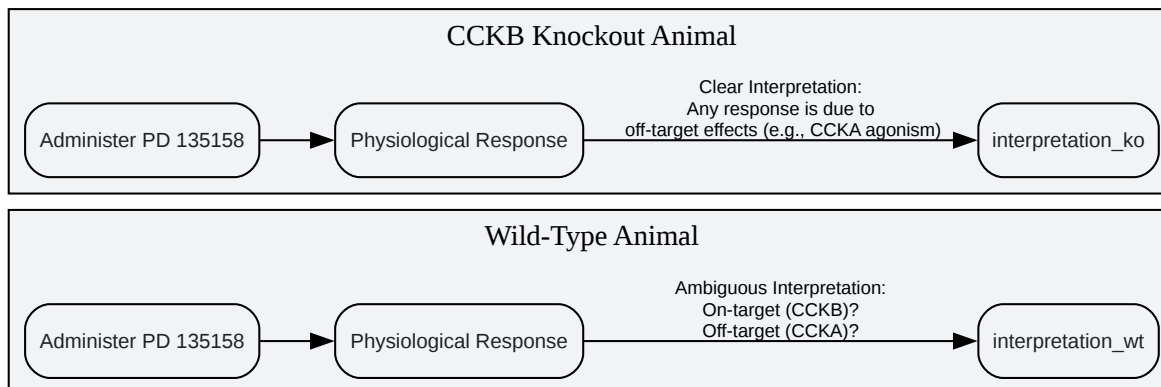 CCKB Knockout Animal
Clear Interpretation:
Any response is due to
off-target effects (e.g., CCKA agonism)
Administer PD 135158
Physiological Response
interpretation_ko
Wild-Type Animal
Ambiguous Interpretation:
On-target (CCKB)?
Off-target (CCKA)?
Administer PD 135158
Physiological Response
interpretation_wt